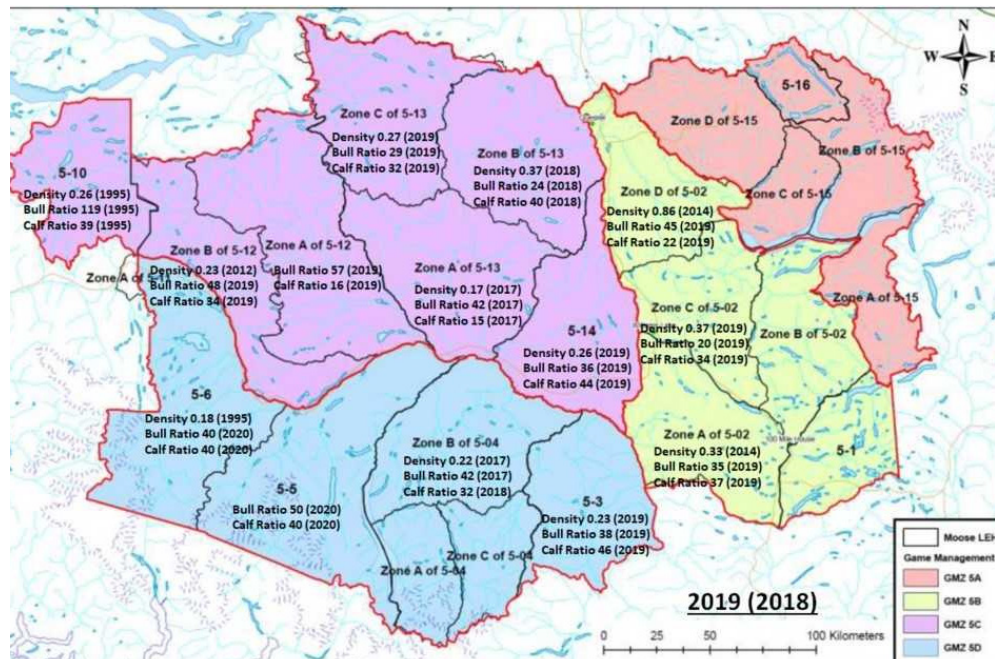 N
W E
S
5-16
Zone D of 5-15
Zone B of 5-15
Zone C of 5-15
Zone A of 5-15
Zone C of 5-13
Density 0.27 (2019)
Bull Ratio 29 (2019)
Calf Ratio 32 (2019)
Zone B of 5-13
Density 0.37 (2018)
Bull Ratio 24 (2018)
Calf Ratio 40 (2018)
5-10
Density 0.26 (1995)
Bull Ratio 119 (1995)
Calf Ratio 39 (1995)
Zone D of 5-02
Density 0.86 (2014)
Bull Ratio 45 (2019)
Calf Ratio 22 (2019)
Zone B of 5-12
Density 0.23 (2012)
Bull Ratio 48 (2019)
Calf Ratio 34 (2019)
Zone A of 5-12
Bull Ratio 57 (2019)
Calf Ratio 16 (2019)
Zone A of 5-13
Density 0.17 (2017)
Bull Ratio 42 (2017)
Calf Ratio 15 (2017)
Zone A of 5-11
5-14
Density 0.26 (2019)
Bull Ratio 36 (2019)
Calf Ratio 44 (2019)
Zone C of 5-02
Density 0.37 (2019)
Bull Ratio 20 (2019)
Calf Ratio 34 (2019)
Zone B of 5-02
5-6
Density 0.18 (1995)
Bull Ratio 40 (2020)
Calf Ratio 40 (2020)
Zone B of 5-04
Density 0.22 (2017)
Bull Ratio 42 (2017)
Calf Ratio 32 (2018)
Zone A of 5-02
Density 0.33 (2014)
Bull Ratio 35 (2019)
Calf Ratio 37 (2019)
100 Mile House
5-1
5-5
Bull Ratio 50 (2020)
Calf Ratio 40 (2020)
5-3
Density 0.23 (2019)
Bull Ratio 38 (2019)
Calf Ratio 46 (2019)
Zone C of 5-04
Zone A of 5-04
2019 (2018)
0 25 50 100 Kilometers
Moose LEH
Game Management
GMZ 5A
GMZ 5B
GMZ 5C
GMZ 5D